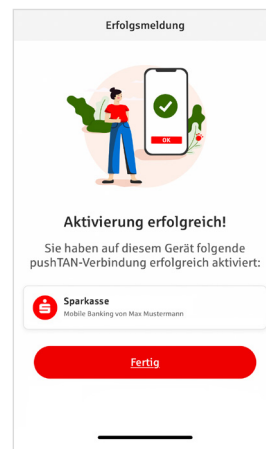 Erfolgsmeldung
OK
Aktivierung erfolgreich!
Sie haben auf diesem Gerät folgende
pushTAN-Verbindung erfolgreich aktiviert:
Sparkasse
Mobile Banking von Max Mustermann
Fertig